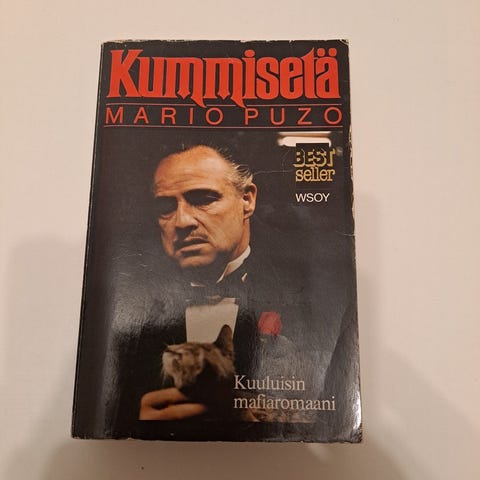 Kummisetä
MARIO PUZO
BEST
seller
WSOY
Kuuluisin
mafiaromaani